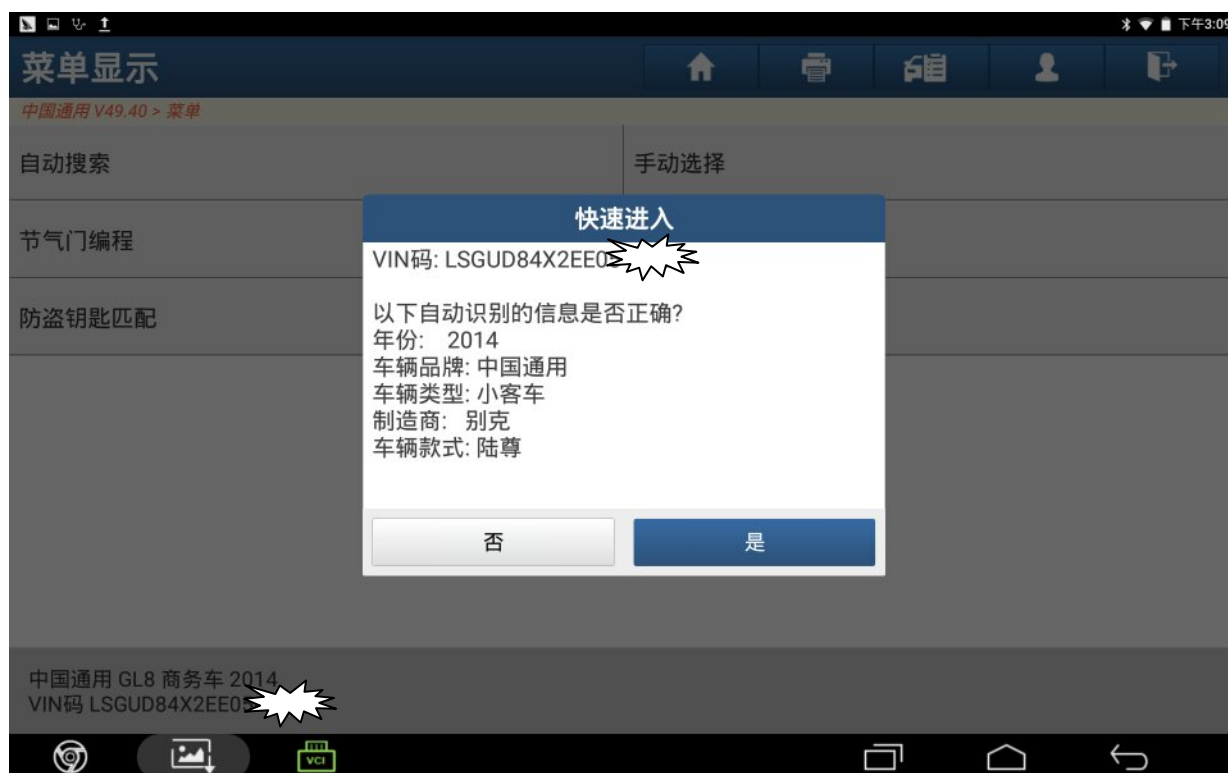 下午3:09
菜单显示
中国通用 V49.40 > 菜单
自动搜索
手动选择
节气门编程
防盗钥匙匹配
快速进入
VIN码: LSGUD84X2EE0
以下自动识别的信息是否正确?
年份: 2014
车辆品牌: 中国通用
车辆类型: 小客车
制造商: 别克
车辆款式: 陆尊
否
是
中国通用 GL8 商务车 2014
VIN码 LSGUD84X2EE05
VCI